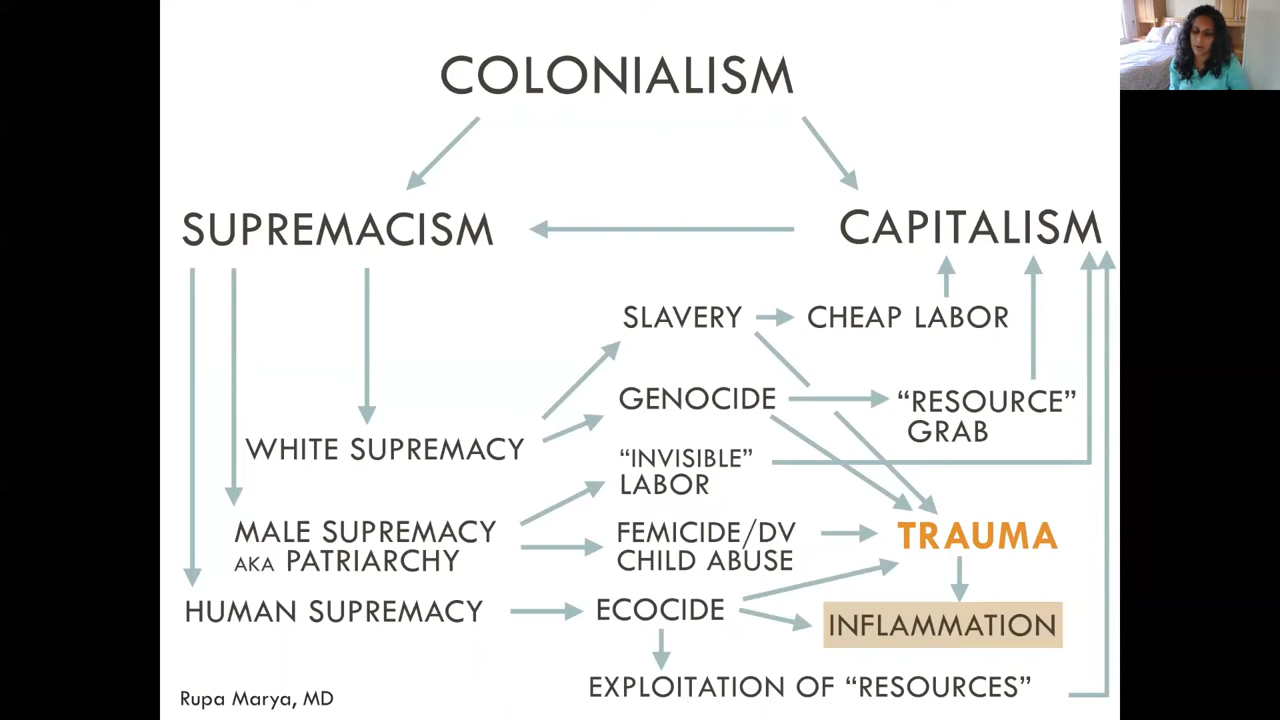 COLONIALISM
SUPREMACISM
CAPITALISM
SLAVERY
CHEAP LABOR
GENOCIDE
“RESOURCE”
GRAB
WHITE SUPREMACY
“INVISIBLE”
LABOR
MALE SUPREMACY
AKA PATRIARCHY
FEMICIDE/DV
CHILD ABUSE
TRAUMA
HUMAN SUPREMACY
ECOCIDE
INFLAMMATION
EXPLOITATION OF “RESOURCES”
Rupa Marya, MD